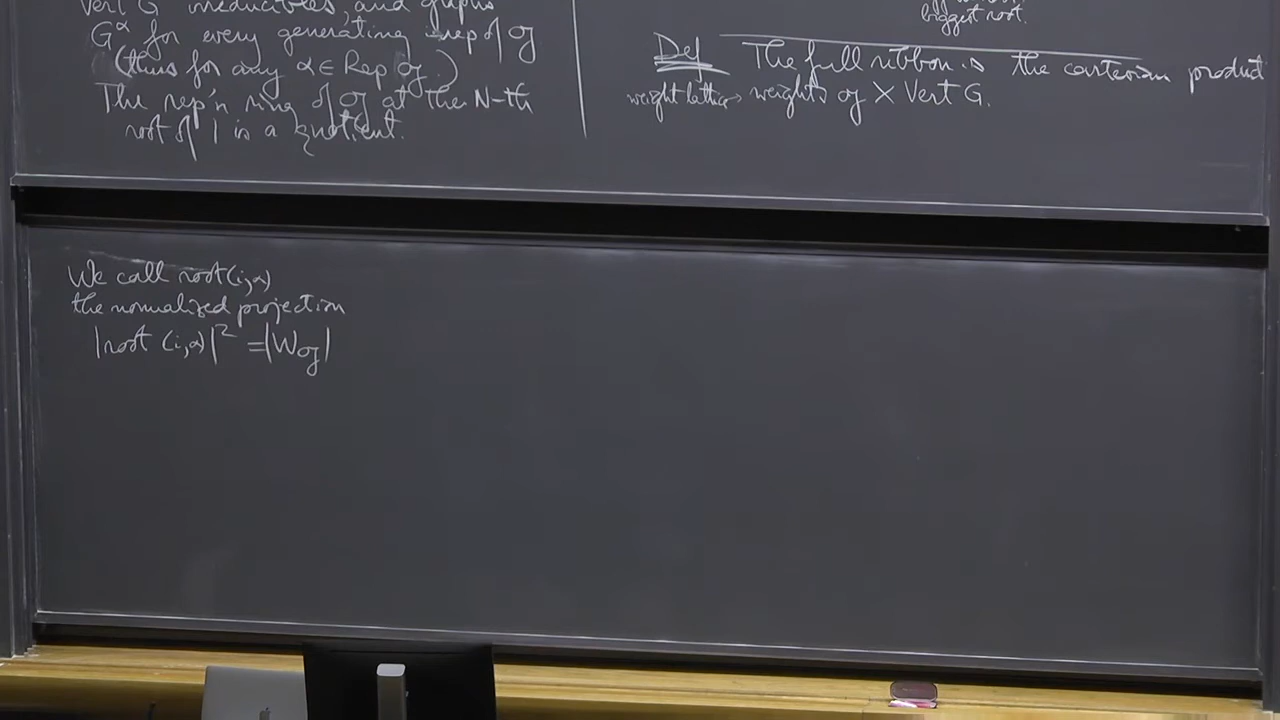 Vert G irreducibles, and graphs
G^α for every generating irrep of 𝔤
(thus for any α ∈ Rep 𝔤.)
The rep'n ring of 𝔤 at the N-th
root of 1 is a quotient.
biggest root.
Def The full ribbon is the cartesian product
weight lattice → weights 𝔤 × Vert G.
We call root(i,α)
the normalized projection
|root (i,α)|² = |W_𝔤|